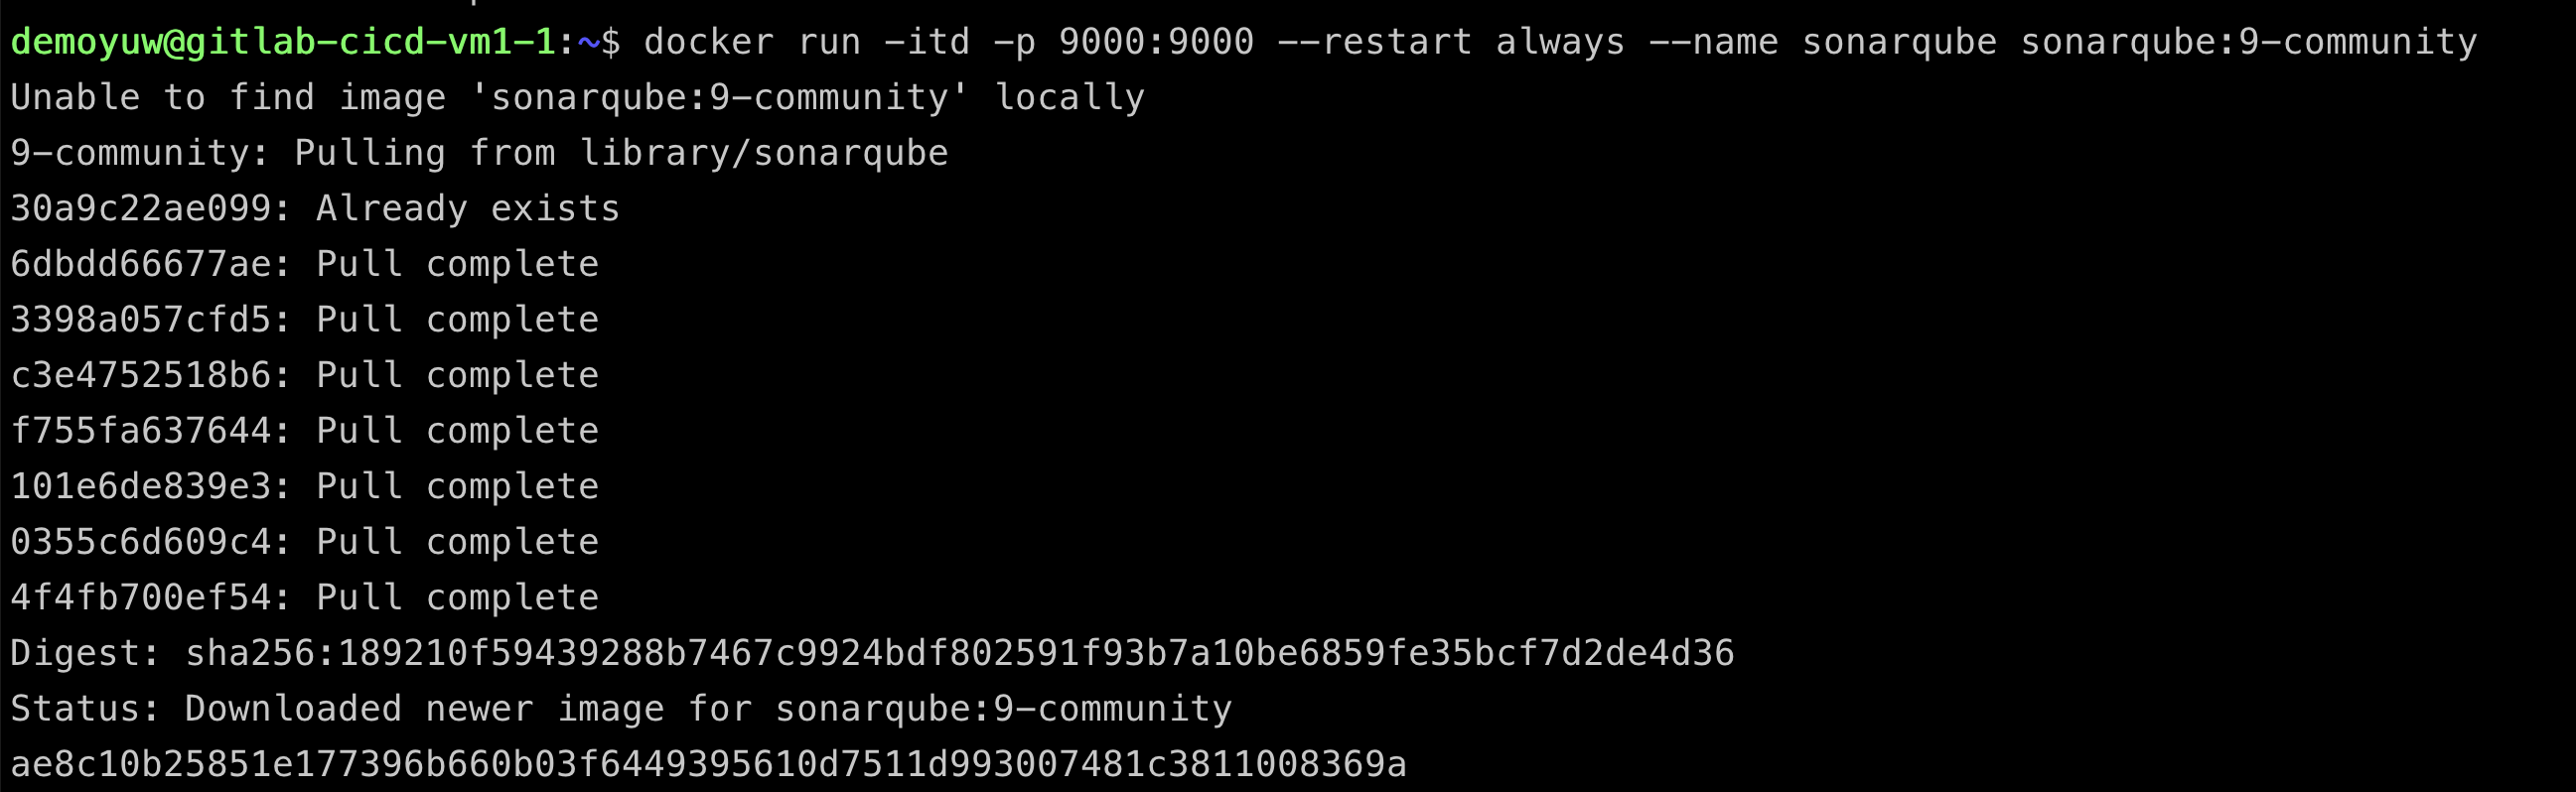 demoyuw@gitlab-cicd-vm1-1:~$ docker run -itd -p 9000:9000 --restart always --name sonarqube sonarqube:9-community
Unable to find image 'sonarqube:9-community' locally
9-community: Pulling from library/sonarqube
30a9c22ae099: Already exists
6dbdd66677ae: Pull complete
3398a057cfd5: Pull complete
c3e4752518b6: Pull complete
f755fa637644: Pull complete
101e6de839e3: Pull complete
0355c6d609c4: Pull complete
4f4fb700ef54: Pull complete
Digest: sha256:189210f59439288b7467c9924bdf802591f93b7a10be6859fe35bcf7d2de4d36
Status: Downloaded newer image for sonarqube:9-community
ae8c10b25851e177396b660b03f6449395610d7511d993007481c3811008369a